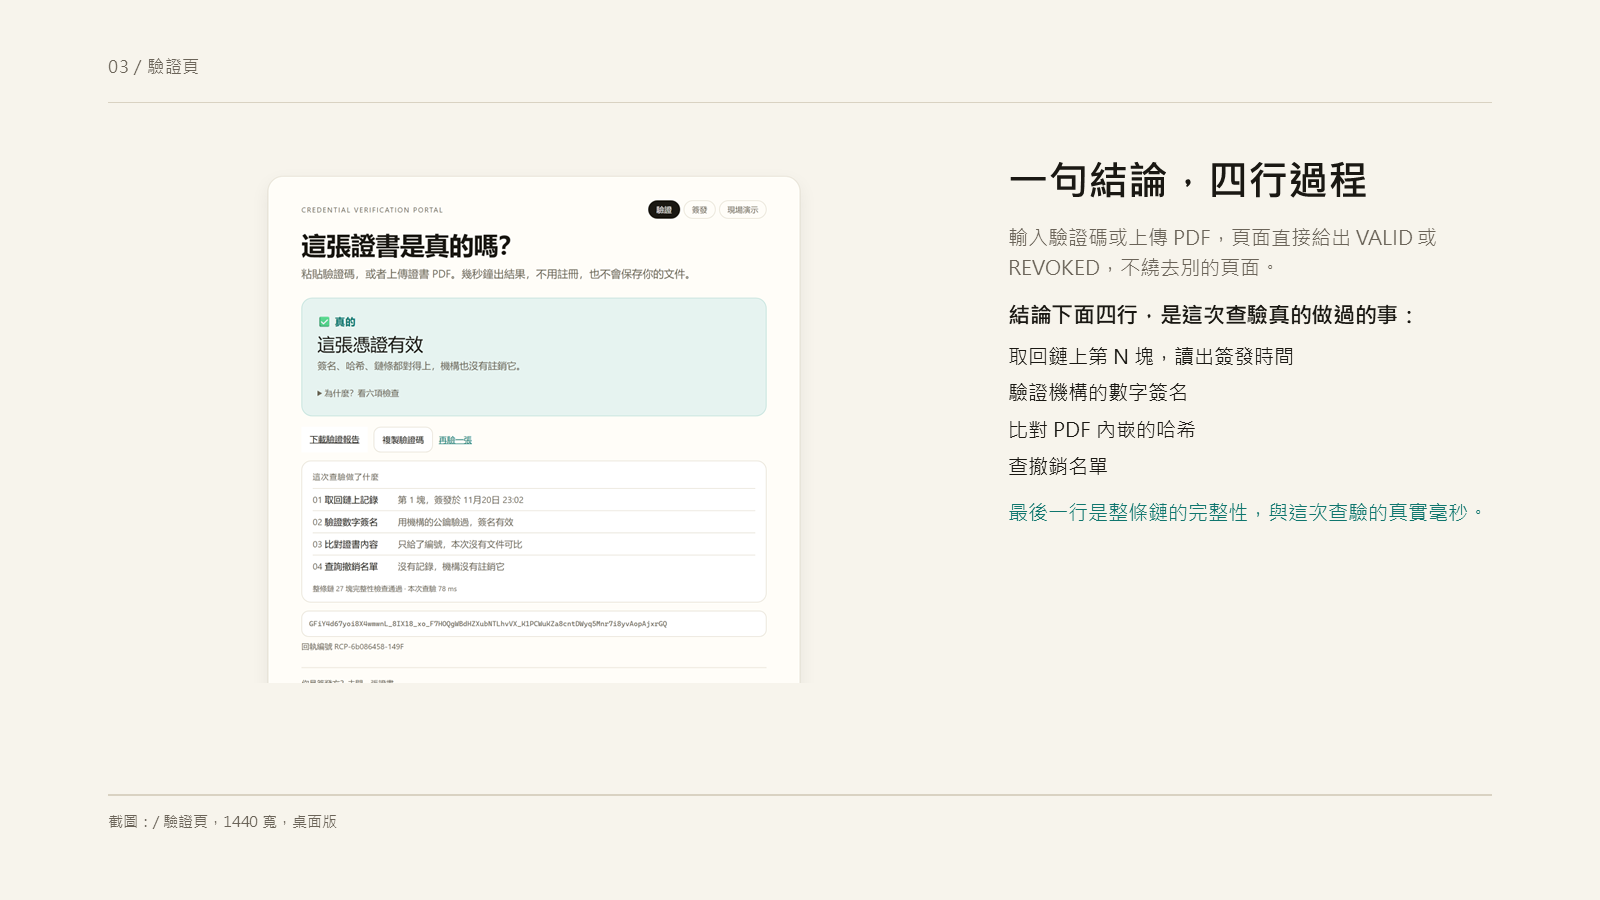 03 / 驗證頁
CREDENTIAL VERIFICATION PORTAL
驗證
簽發
現場演示
這張證書是真的嗎？
粘貼驗證碼，或者上傳證書 PDF。幾秒鐘出結果，不用註冊，也不會保存你的文件。
✅ 真的
這張憑證有效
簽名、哈希、鏈條都對得上，機構也沒有註銷它。
▶ 為什麼？看六項檢查
下載驗證報告
複製驗證碼
再驗一張
這次查驗做了什麼
01 取回鏈上記錄 第 1 塊，簽發於 11月20日 23:02
02 驗證數字簽名 用機構的公鑰驗過，簽名有效
03 比對證書內容 只給了編號，本次沒有文件可比
04 查詢撤銷名單 沒有記錄，機構沒有註銷它
整條鏈 27 塊完整性檢查通過 · 本次查驗 78 ms
GFiY4d67yoi8X4wmwnL_8IX18_xo_F7HOQgWBdHZXubNTLhvVX_K1PCWuKZa8cntDWyq5Mnr7i8yvAopAjxrGQ
回執編號 RCP-6b086458-149F
一句結論，四行過程
輸入驗證碼或上傳 PDF，頁面直接給出 VALID 或
REVOKED，不繞去別的頁面。
結論下面四行，是這次查驗真的做過的事：
取回鏈上第 N 塊，讀出簽發時間
驗證機構的數字簽名
比對 PDF 內嵌的哈希
查撤銷名單
最後一行是整條鏈的完整性，與這次查驗的真實毫秒。
截圖：/ 驗證頁，1440 寬，桌面版